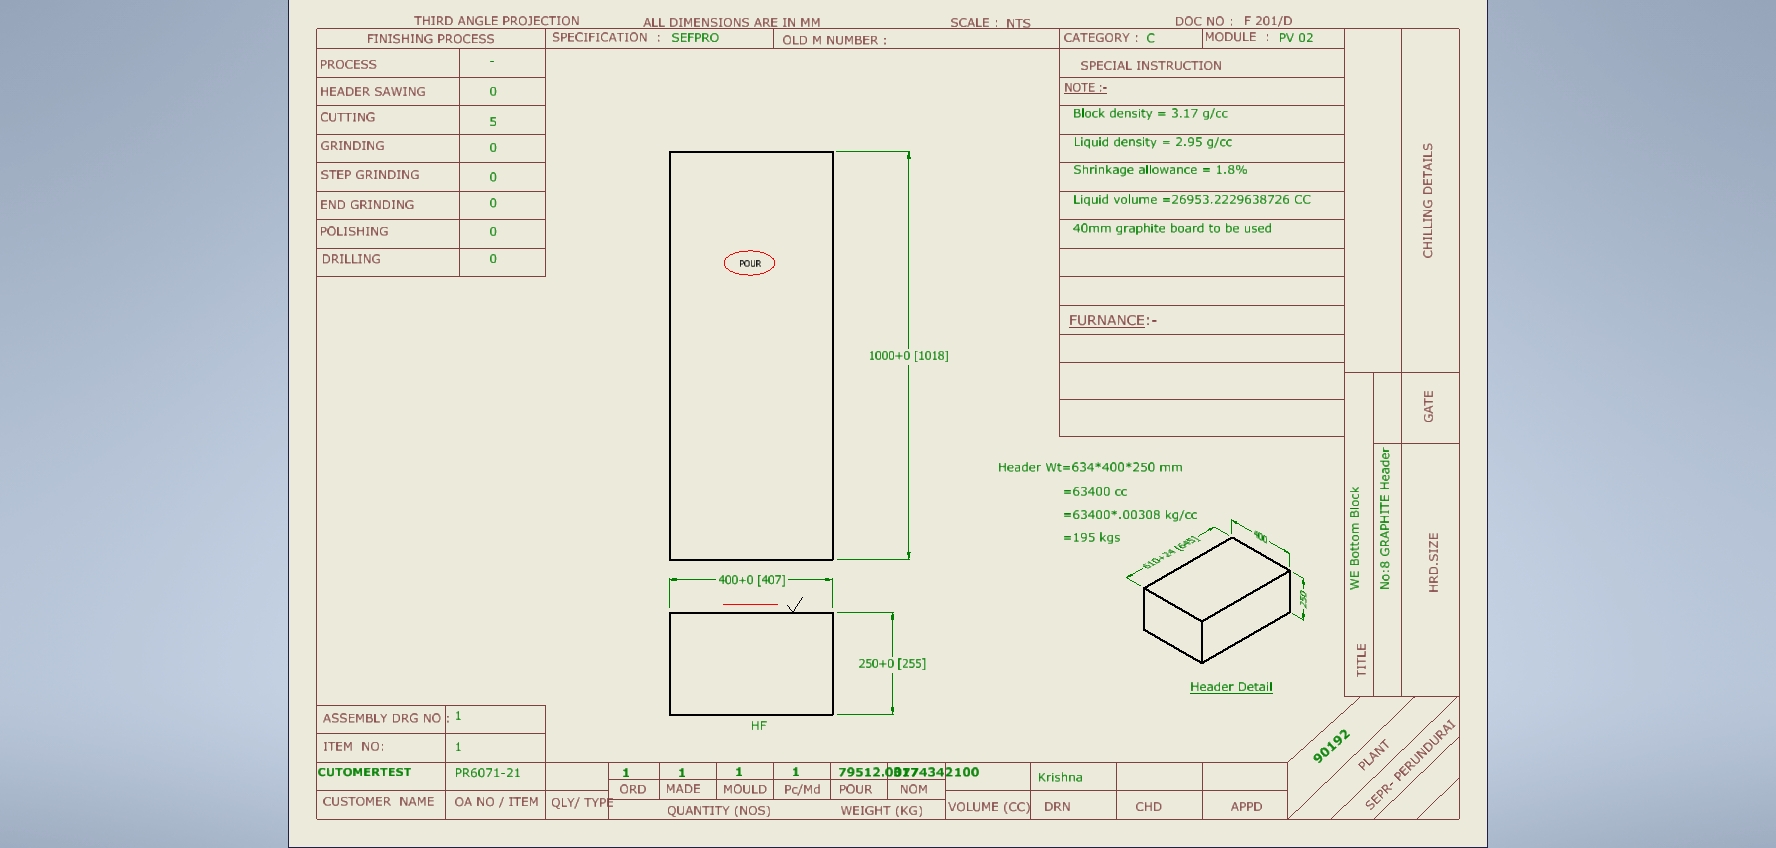 THIRD ANGLE PROJECTION ALL DIMENSIONS ARE IN MM SCALE : NTS DOC NO : F 201/D
FINISHING PROCESS SPECIFICATION : SEFPRO OLD M NUMBER : CATEGORY : C MODULE : PV 02
PROCESS -
HEADER SAWING 0
CUTTING 5
GRINDING 0
STEP GRINDING 0
END GRINDING 0
POLISHING 0
DRILLING 0
SPECIAL INSTRUCTION
NOTE :-
Block density = 3.17 g/cc
Liquid density = 2.95 g/cc
Shrinkage allowance = 1.8%
Liquid volume =26953.2229638726 CC
40mm graphite board to be used
FURNANCE:-
CHILLING DETAILS
GATE
HRD.SIZE
No:8 GRAPHITE Header
WE Bottom Block
TITLE
POUR
1000+0 [1018]
400+0 [407]
250+0 [255]
HF
Header Wt=634*400*250 mm
=63400 cc
=63400*.00308 kg/cc
=195 kgs
610+24 [645]
400
250
Header Detail
ASSEMBLY DRG NO : 1
ITEM NO: 1
CUTOMERTEST PR6071-21 1 1 1 1 Krishna
CUSTOMER NAME OA NO / ITEM QLY/ TYPE ORD MADE MOULD Pc/Md POUR NOM
QUANTITY (NOS) WEIGHT (KG) VOLUME (CC) DRN CHD APPD
90192
PLANT
SEPR- PERUNDURAI